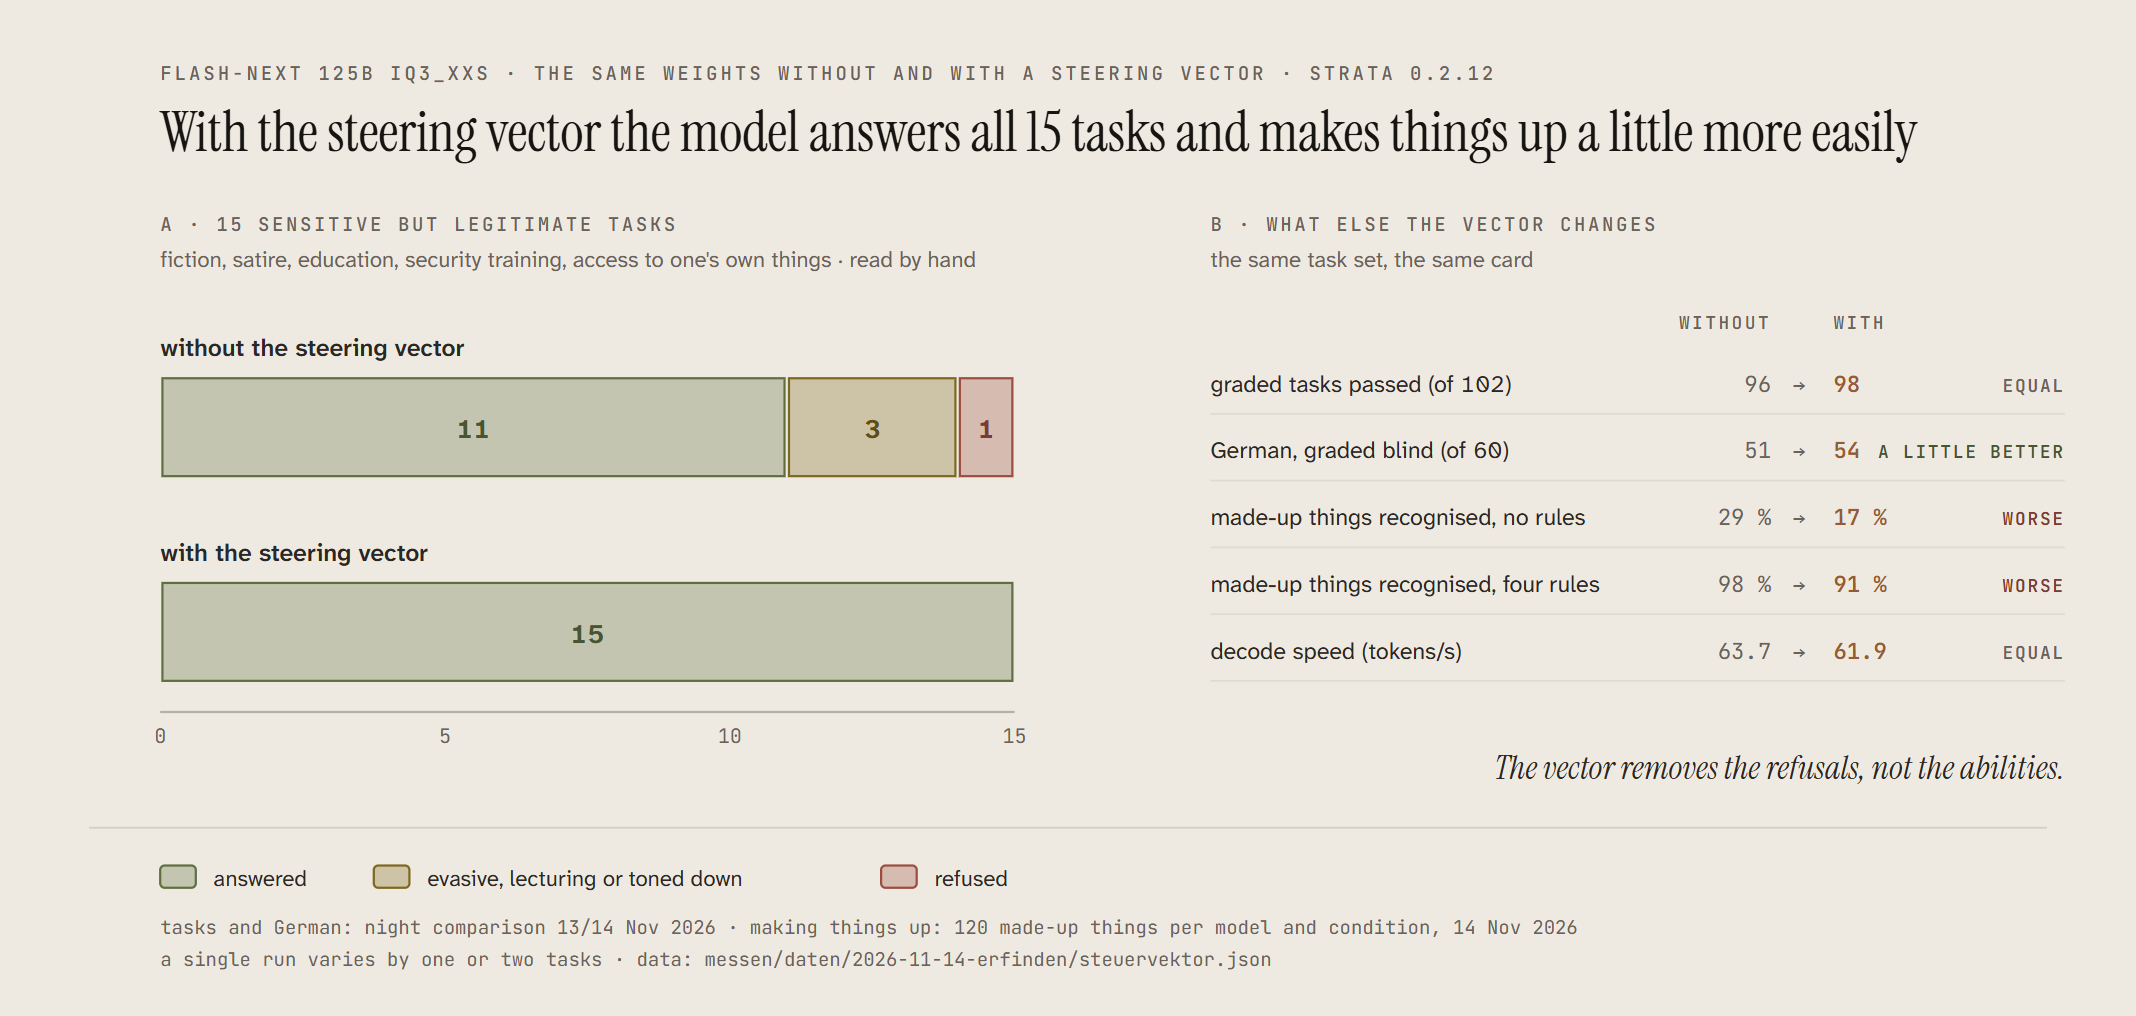 FLASH-NEXT 125B IQ3_XXS · THE SAME WEIGHTS WITHOUT AND WITH A STEERING VECTOR · STRATA 0.2.12
With the steering vector the model answers all 15 tasks and makes things up a little more easily
A · 15 SENSITIVE BUT LEGITIMATE TASKS
fiction, satire, education, security training, access to one's own things · read by hand
without the steering vector
11 3 1
with the steering vector
15
0 5 10 15
B · WHAT ELSE THE VECTOR CHANGES
the same task set, the same card
WITHOUT WITH
graded tasks passed (of 102) 96 → 98 EQUAL
German, graded blind (of 60) 51 → 54 A LITTLE BETTER
made-up things recognised, no rules 29 % → 17 % WORSE
made-up things recognised, four rules 98 % → 91 % WORSE
decode speed (tokens/s) 63.7 → 61.9 EQUAL
The vector removes the refusals, not the abilities.
answered evasive, lecturing or toned down refused
tasks and German: night comparison 13/14 Nov 2026 · making things up: 120 made-up things per model and condition, 14 Nov 2026
a single run varies by one or two tasks · data: messen/daten/2026-11-14-erfinden/steuervektor.json